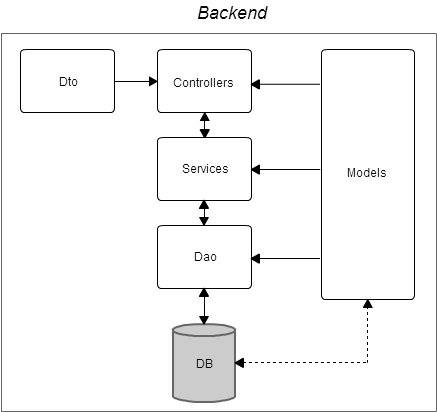 Backend
Dto
Controllers
Services
Models
Dao
DB